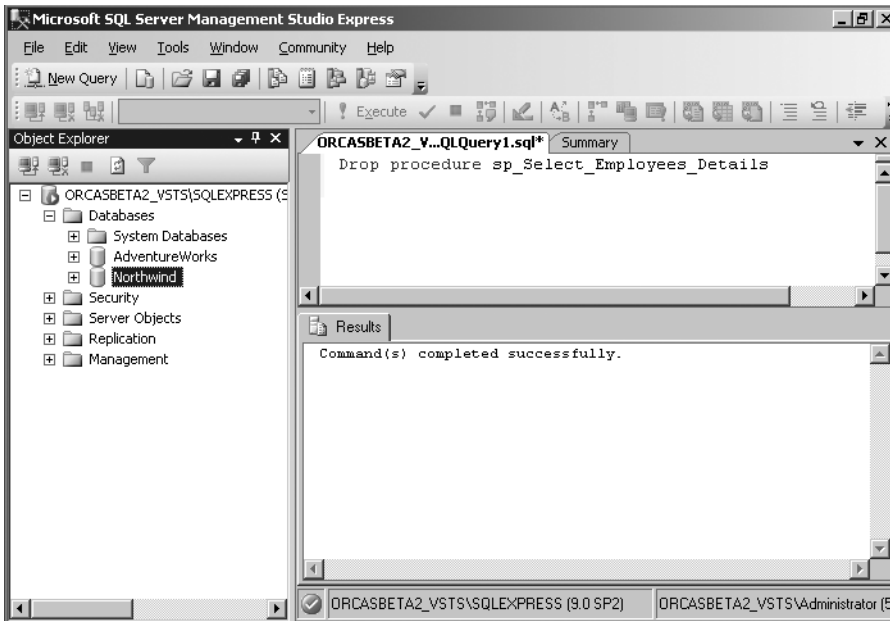 Microsoft SQL Server Management Studio Express
File Edit View Tools Window Community Help
New Query
Execute
Object Explorer
ORCASBETA2_V...QLQuery1.sql* Summary
Drop procedure sp_Select_Employees_Details
ORCASBETA2_VSTS\SQLEXPRESS (S
Databases
System Databases
AdventureWorks
Northwind
Security
Server Objects
Replication
Management
Results
Command(s) completed successfully.
ORCASBETA2_VSTS\SQLEXPRESS (9.0 SP2) ORCASBETA2_VSTS\Administrator (5